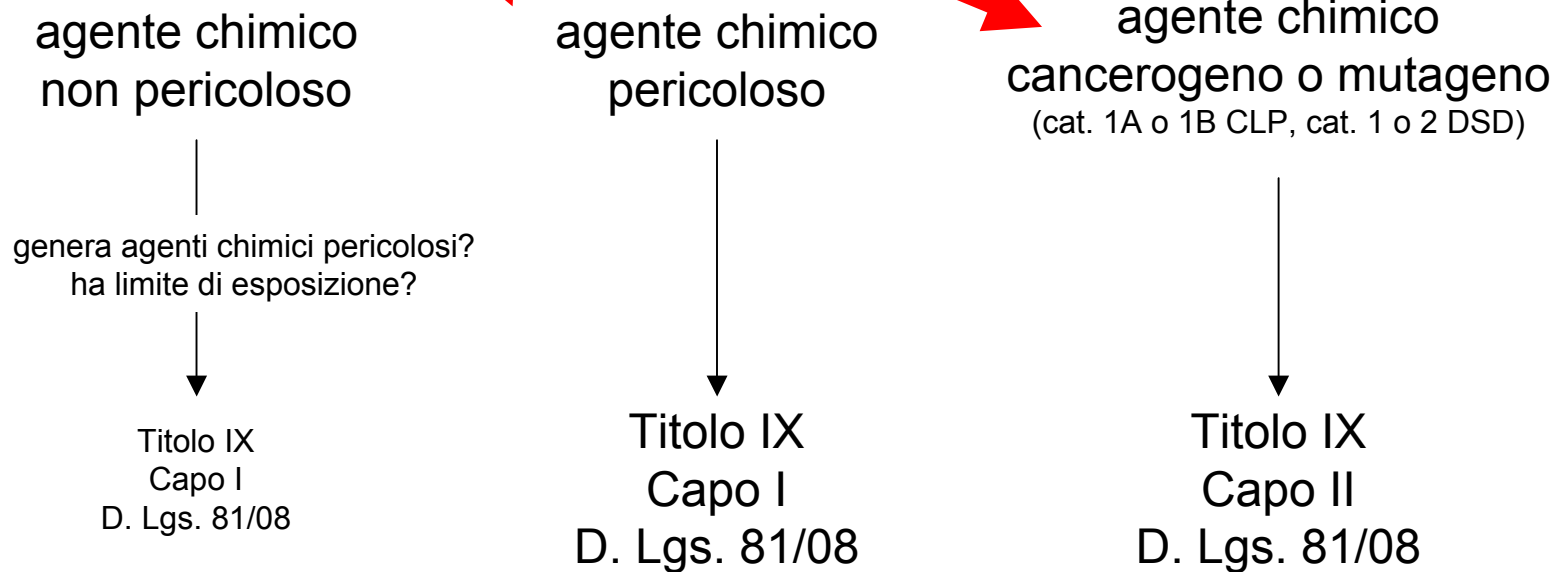 agente chimico
non pericoloso
genera agenti chimici pericolosi?
ha limite di esposizione?
Titolo IX
Capo I
D. Lgs. 81/08
agente chimico
pericoloso
Titolo IX
Capo I
D. Lgs. 81/08
agente chimico
cancerogeno o mutageno
(cat. 1A o 1B CLP, cat. 1 o 2 DSD)
Titolo IX
Capo II
D. Lgs. 81/08